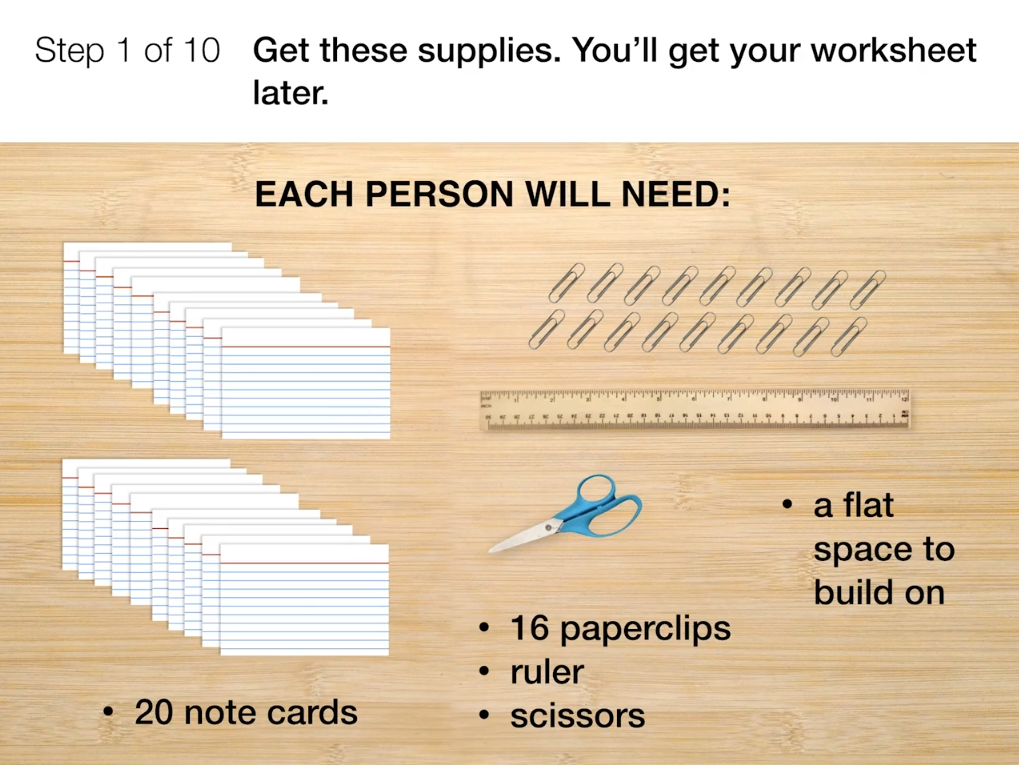 Step 1 of 10
Get these supplies. You’ll get your worksheet
later.
EACH PERSON WILL NEED:
• a flat
space to
build on
• 16 paperclips
• ruler
• scissors
• 20 note cards